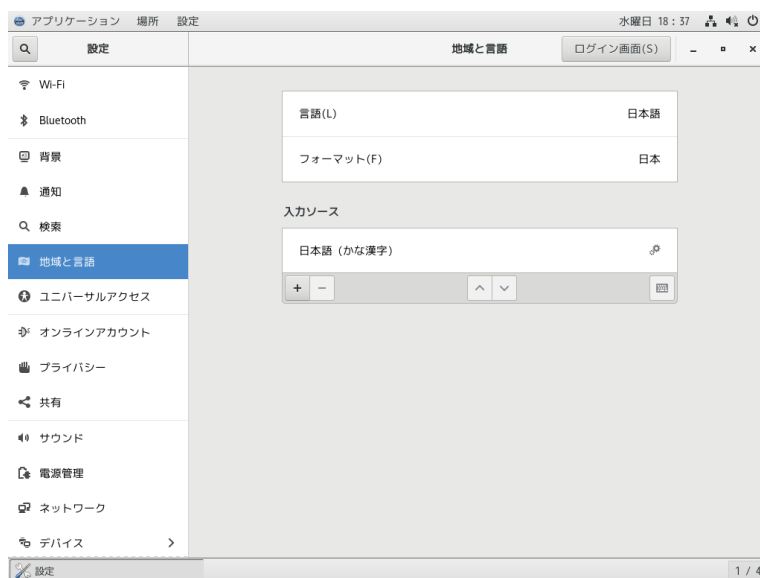 アプリケーション 場所 設定 水曜日 18:37
設定 地域と言語 ログイン画面(S)
Wi-Fi
Bluetooth
背景
通知
検索
地域と言語
ユニバーサルアクセス
オンラインアカウント
プライバシー
共有
サウンド
電源管理
ネットワーク
デバイス
言語(L) 日本語
フォーマット(F) 日本
入力ソース
日本語 (かな漢字)
設定 1 / 4